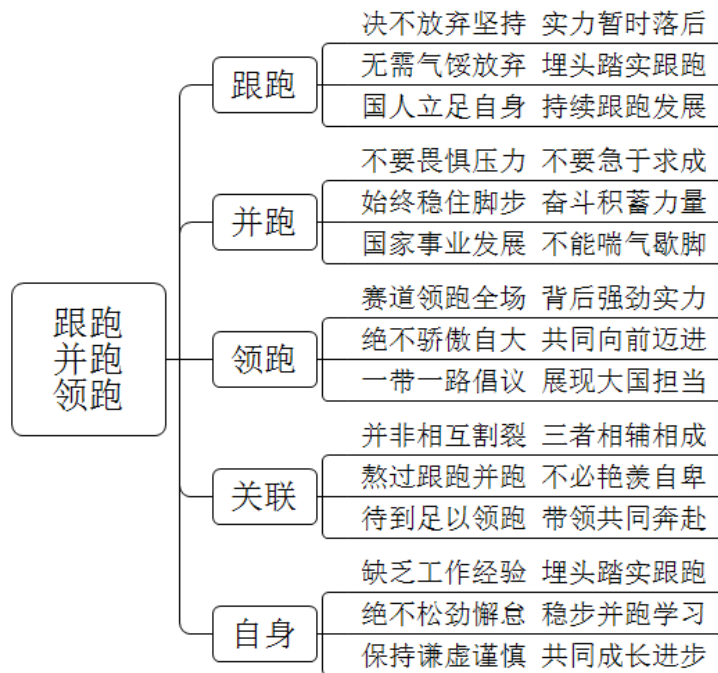 跟跑
并跑
领跑
跟跑
决不放弃坚持 实力暂时落后
无需气馁放弃 埋头踏实跟跑
国人立足自身 持续跟跑发展
并跑
不要畏惧压力 不要急于求成
始终稳住脚步 奋斗积蓄力量
国家事业发展 不能喘气歇脚
领跑
赛道领跑全场 背后强劲实力
绝不骄傲自大 共同向前迈进
一带一路倡议 展现大国担当
关联
并非相互割裂 三者相辅相成
熬过跟跑并跑 不必艳羡自卑
待到足以领跑 带领共同奔赴
自身
缺乏工作经验 埋头踏实跟跑
绝不松劲懈怠 稳步并跑学习
保持谦虚谨慎 共同成长进步